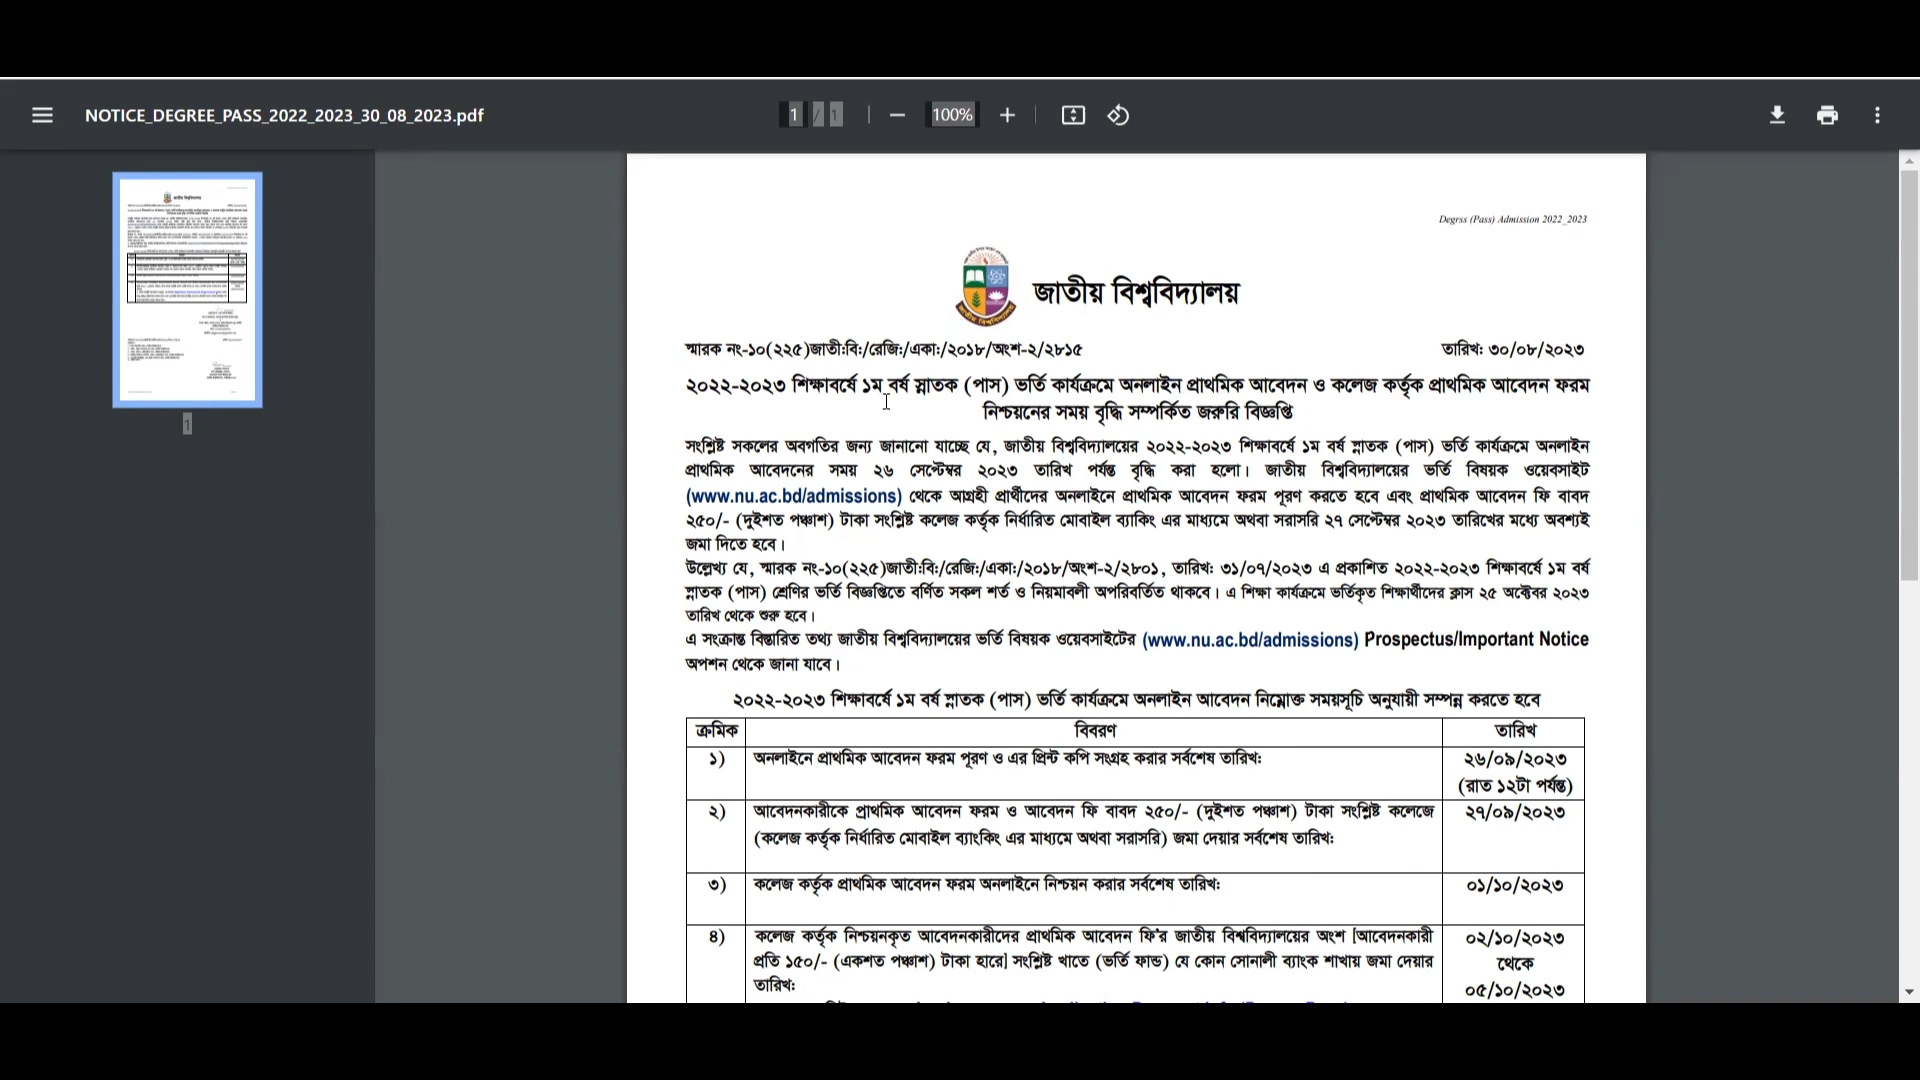 NOTICE_DEGREE_PASS_2022_2023_30_08_2023.pdf
1 / 1
100%
1
Degrss (Pass) Admission 2022_2023
জাতীয় বিশ্ববিদ্যালয়
স্মারক নং-১০(২২৫)জাতী:বি:/রেজি:/একা:/২০১৮/অংশ-২/২৮১৫ তারিখ: ৩০/০৮/২০২৩
২০২২-২০২৩ শিক্ষাবর্ষে ১ম বর্ষ স্নাতক (পাস) ভর্তি কার্যক্রমে অনলাইন প্রাথমিক আবেদন ও কলেজ কর্তৃক প্রাথমিক আবেদন ফরম
নিশ্চয়নের সময় বৃদ্ধি সম্পর্কিত জরুরি বিজ্ঞপ্তি
সংশ্লিষ্ট সকলের অবগতির জন্য জানানো যাচ্ছে যে, জাতীয় বিশ্ববিদ্যালয়ের ২০২২-২০২৩ শিক্ষাবর্ষে ১ম বর্ষ স্নাতক (পাস) ভর্তি কার্যক্রমে অনলাইন
প্রাথমিক আবেদনের সময় ২৬ সেপ্টেম্বর ২০২৩ তারিখ পর্যন্ত বৃদ্ধি করা হলো। জাতীয় বিশ্ববিদ্যালয়ের ভর্তি বিষয়ক ওয়েবসাইট
(www.nu.ac.bd/admissions) থেকে আগ্রহী প্রার্থীদের অনলাইনে প্রাথমিক আবেদন ফরম পূরণ করতে হবে এবং প্রাথমিক আবেদন ফি বাবদ
২৫০/- (দুইশত পঞ্চাশ) টাকা সংশ্লিষ্ট কলেজ কর্তৃক নির্ধারিত মোবাইল ব্যাকিং এর মাধ্যমে অথবা সরাসরি ২৭ সেপ্টেম্বর ২০২৩ তারিখের মধ্যে অবশ্যই
জমা দিতে হবে।
উল্লেখ্য যে, স্মারক নং-১০(২২৫)জাতী:বি:/রেজি:/একা:/২০১৮/অংশ-২/২৮০১, তারিখ: ৩১/০৭/২০২৩ এ প্রকাশিত ২০২২-২০২৩ শিক্ষাবর্ষে ১ম বর্ষ
স্নাতক (পাস) শ্রেণির ভর্তি বিজ্ঞপ্তিতে বর্ণিত সকল শর্ত ও নিয়মাবলী অপরিবর্তিত থাকবে। এ শিক্ষা কার্যক্রমে ভর্তিকৃত শিক্ষার্থীদের ক্লাস ২৫ অক্টোবর ২০২৩
তারিখ থেকে শুরু হবে।
এ সংক্রান্ত বিস্তারিত তথ্য জাতীয় বিশ্ববিদ্যালয়ের ভর্তি বিষয়ক ওয়েবসাইটের (www.nu.ac.bd/admissions) Prospectus/Important Notice
অপশন থেকে জানা যাবে।
২০২২-২০২৩ শিক্ষাবর্ষে ১ম বর্ষ স্নাতক (পাস) ভর্তি কার্যক্রমে অনলাইন আবেদন নিম্নোক্ত সময়সূচি অনুযায়ী সম্পন্ন করতে হবে
ক্রমিক বিবরণ তারিখ
১) অনলাইনে প্রাথমিক আবেদন ফরম পূরণ ও এর প্রিন্ট কপি সংগ্রহ করার সর্বশেষ তারিখ: ২৬/০৯/২০২৩
(রাত ১২টা পর্যন্ত)
২) আবেদনকারীকে প্রাথমিক আবেদন ফরম ও আবেদন ফি বাবদ ২৫০/- (দুইশত পঞ্চাশ) টাকা সংশ্লিষ্ট কলেজে ২৭/০৯/২০২৩
(কলেজ কর্তৃক নির্ধারিত মোবাইল ব্যাংকিং এর মাধ্যমে অথবা সরাসরি) জমা দেয়ার সর্বশেষ তারিখ:
৩) কলেজ কর্তৃক প্রাথমিক আবেদন ফরম অনলাইনে নিশ্চয়ন করার সর্বশেষ তারিখ: ০১/১০/২০২৩
৪) কলেজ কর্তৃক নিশ্চয়নকৃত আবেদনকারীদের প্রাথমিক আবেদন ফি'র জাতীয় বিশ্ববিদ্যালয়ের অংশ [আবেদনকারী ০২/১০/২০২৩
প্রতি ১৫০/- (একশত পঞ্চাশ) টাকা হারে] সংশ্লিষ্ট খাতে (ভর্তি ফান্ড) যে কোন সোনালী ব্যাংক শাখায় জমা দেয়ার থেকে
তারিখ: ০৫/১০/২০২৩